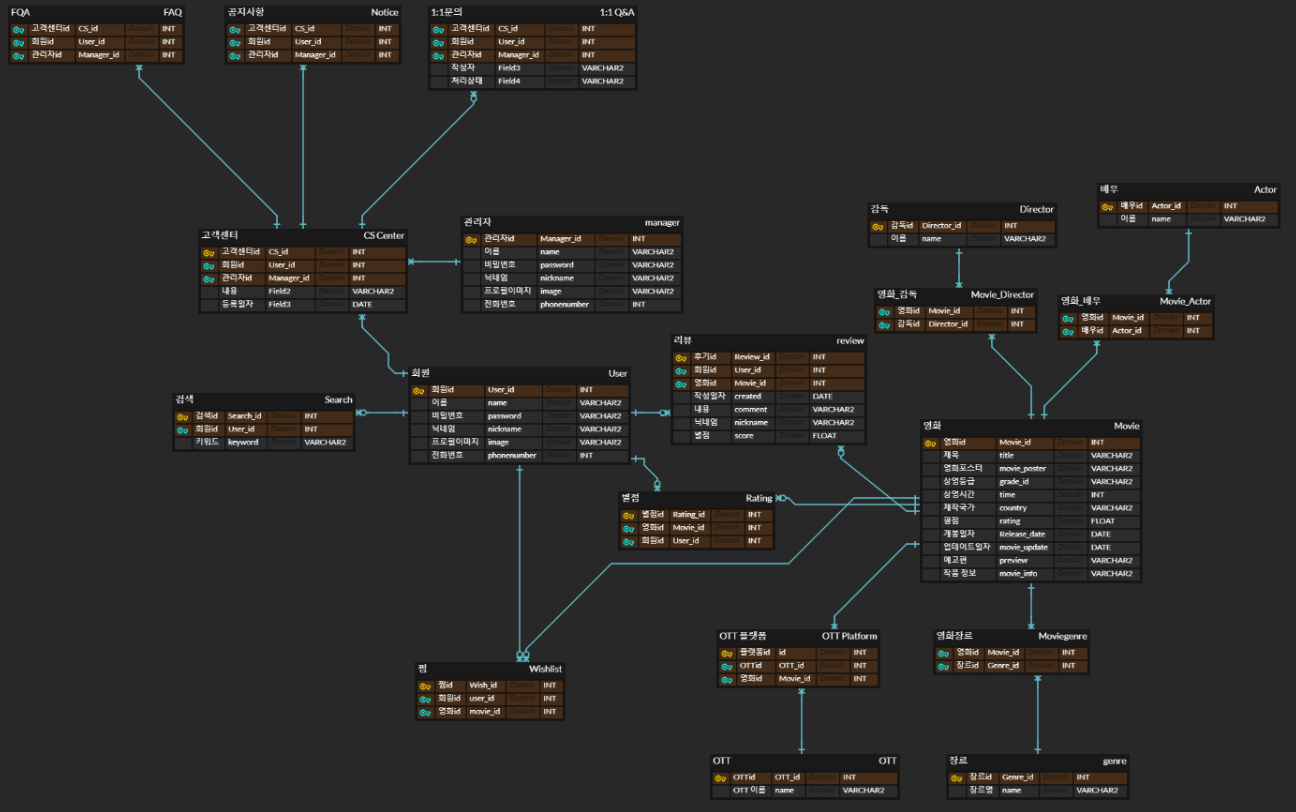 FQA FAQ
고객센터id CS_id Domain INT
회원id User_id Domain INT
관리자id Manager_id Domain INT
공지사항 Notice
고객센터id CS_id Domain INT
회원id User_id Domain INT
관리자id Manager_id Domain INT
1:1문의 1:1 Q&A
고객센터id CS_id Domain INT
회원id User_id Domain INT
관리자id Manager_id Domain INT
작성자 Field3 Domain VARCHAR2
처리상태 Field4 Domain VARCHAR2
고객센터 CS Center
고객센터id CS_id Domain INT
회원id User_id Domain INT
관리자id Manager_id Domain INT
내용 Field2 Domain VARCHAR2
등록일자 Field3 Domain DATE
관리자 manager
관리자id Manager_id Domain INT
이름 name Domain VARCHAR2
비밀번호 password Domain VARCHAR2
닉네임 nickname Domain VARCHAR2
프로필이미지 image Domain VARCHAR2
전화번호 phonenumber Domain INT
감독 Director
감독id Director_id Domain INT
이름 name Domain VARCHAR2
배우 Actor
배우id Actor_id Domain INT
이름 name Domain VARCHAR2
영화_감독 Movie_Director
영화id Movie_id Domain INT
감독id Director_id Domain INT
영화_배우 Movie_Actor
영화id Movie_id Domain INT
배우id Actor_id Domain INT
리뷰 review
후기id Review_id Domain INT
회원id User_id Domain INT
영화id Movie_id Domain INT
작성일자 created Domain DATE
내용 comment Domain VARCHAR2
닉네임 nickname Domain VARCHAR2
별점 score Domain FLOAT
회원 User
회원id User_id Domain INT
이름 name Domain VARCHAR2
비밀번호 password Domain VARCHAR2
닉네임 nickname Domain VARCHAR2
프로필이미지 image Domain VARCHAR2
전화번호 phonenumber Domain INT
검색 Search
검색id Search_id Domain INT
회원id User_id Domain INT
키워드 keyword Domain VARCHAR2
영화 Movie
영화id Movie_id Domain INT
제목 title Domain VARCHAR2
영화포스터 movie_poster Domain VARCHAR2
상영등급 grade_id Domain VARCHAR2
상영시간 time Domain INT
제작국가 country Domain VARCHAR2
평점 rating Domain FLOAT
개봉일자 Release_date Domain DATE
업데이트일자 movie_update Domain DATE
예고편 preview Domain VARCHAR2
작품 정보 movie_info Domain VARCHAR2
별점 Rating
별점id Rating_id Domain INT
영화id Movie_id Domain INT
회원id User_id Domain INT
찜 Wishlist
찜id Wish_id Domain INT
회원id user_id Domain INT
영화id movie_id Domain INT
OTT 플랫폼 OTT Platform
플랫폼id id Domain INT
OTTid OTT_id Domain INT
영화id Movie_id Domain INT
영화장르 Moviegenre
영화id Movie_id Domain INT
장르id Genre_id Domain INT
OTT OTT
OTTid OTT_id Domain INT
OTT 이름 name Domain VARCHAR2
장르 genre
장르id Genre_id Domain INT
장르명 name Domain VARCHAR2